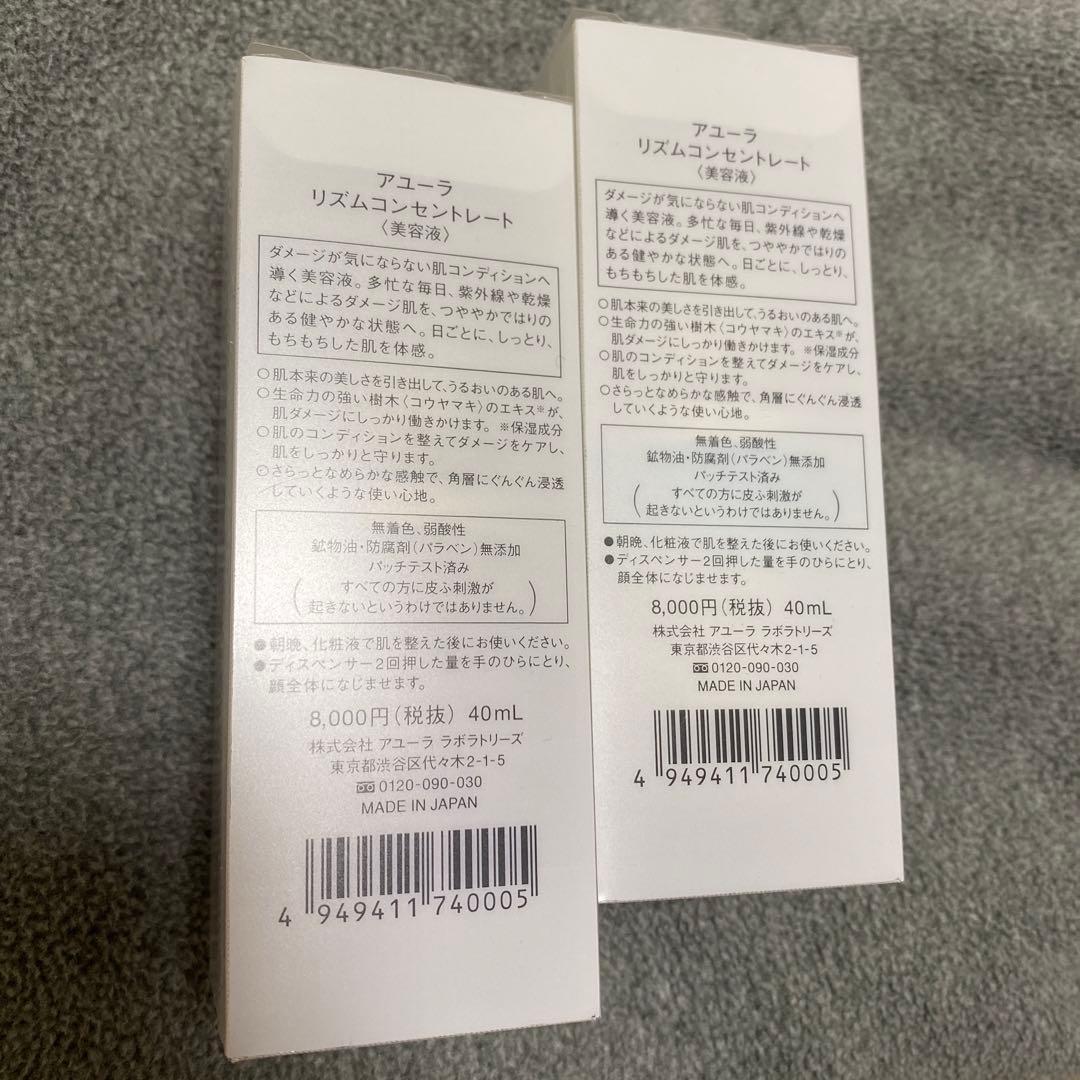 アユーラ
リズムコンセントレート
〈美容液〉
ダメージが気にならない肌コンディションへ
導く美容液。多忙な毎日、紫外線や乾燥
などによるダメージ肌を、つややかではりの
ある健やかな状態へ。日ごとに、しっとり、
もちもちした肌を体感。
○肌本来の美しさを引き出して、うるおいのある肌へ。
○生命力の強い樹木〈コウヤマキ〉のエキス※が、
肌ダメージにしっかり働きかけます。 ※保湿成分
○肌のコンディションを整えてダメージをケアし、
肌をしっかりと守ります。
○さらっとなめらかな感触で、角層にぐんぐん浸透
していくような使い心地。
無着色、弱酸性
鉱物油・防腐剤（パラベン）無添加
パッチテスト済み
（すべての方に皮ふ刺激が
起きないというわけではありません。）
●朝晩、化粧液で肌を整えた後にお使いください。
●ディスペンサー2回押した量を手のひらにとり、
顔全体になじませます。
8,000円（税抜） 40mL
株式会社 アユーラ ラボラトリーズ
東京都渋谷区代々木2-1-5
0120-090-030
MADE IN JAPAN
4 949411 740005
アユーラ
リズムコンセントレート
〈美容液〉
ダメージが気にならない肌コンディションへ
導く美容液。多忙な毎日、紫外線や乾燥
などによるダメージ肌を、つややかではりの
ある健やかな状態へ。日ごとに、しっとり、
もちもちした肌を体感。
○肌本来の美しさを引き出して、うるおいのある肌へ。
○生命力の強い樹木〈コウヤマキ〉のエキス※が、
肌ダメージにしっかり働きかけます。 ※保湿成分
○肌のコンディションを整えてダメージをケアし、
肌をしっかりと守ります。
○さらっとなめらかな感触で、角層にぐんぐん浸透
していくような使い心地。
無着色、弱酸性
鉱物油・防腐剤（パラベン）無添加
パッチテスト済み
（すべての方に皮ふ刺激が
起きないというわけではありません。）
●朝晩、化粧液で肌を整えた後にお使いください。
●ディスペンサー2回押した量を手のひらにとり、
顔全体になじませます。
8,000円（税抜） 40mL
株式会社 アユーラ ラボラトリーズ
東京都渋谷区代々木2-1-5
0120-090-030
MADE IN JAPAN
4 949411 740005